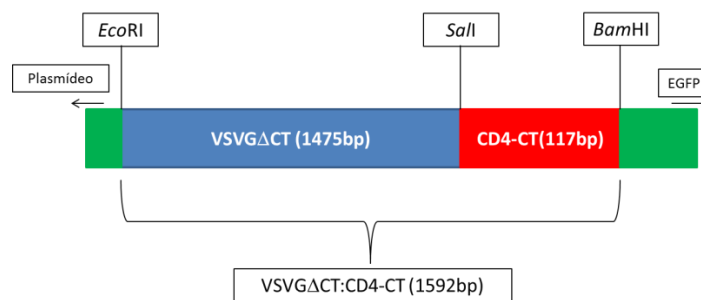 EcoRI
SalI
BamHI
Plasmídeo
EGFP
VSVGΔCT (1475bp)
CD4-CT(117bp)
VSVGΔCT:CD4-CT (1592bp)